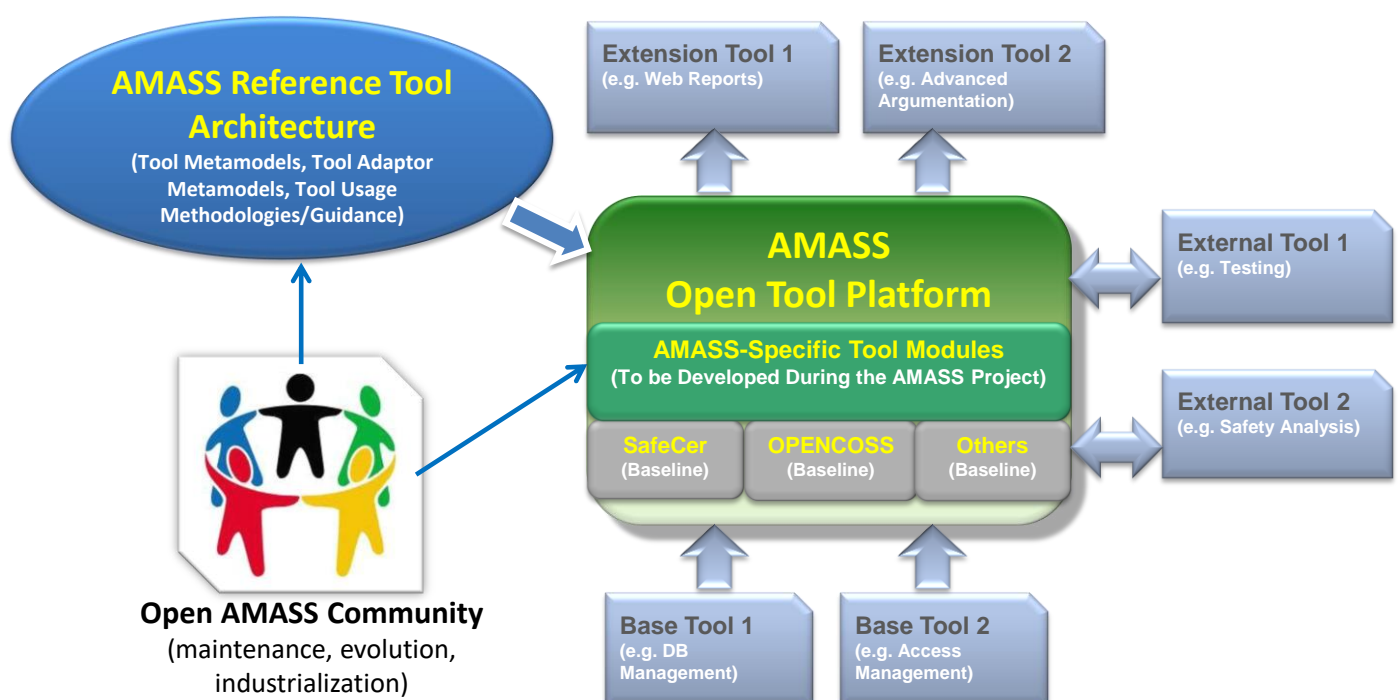 AMASS Reference Tool
Architecture
(Tool Metamodels, Tool Adaptor
Metamodels, Tool Usage
Methodologies/Guidance)
Extension Tool 1
(e.g. Web Reports)
Extension Tool 2
(e.g. Advanced
Argumentation)
AMASS
Open Tool Platform
AMASS-Specific Tool Modules
(To be Developed During the AMASS Project)
SafeCer
(Baseline)
OPENCOSS
(Baseline)
Others
(Baseline)
External Tool 1
(e.g. Testing)
External Tool 2
(e.g. Safety Analysis)
Open AMASS Community
(maintenance, evolution,
industrialization)
Base Tool 1
(e.g. DB
Management)
Base Tool 2
(e.g. Access
Management)